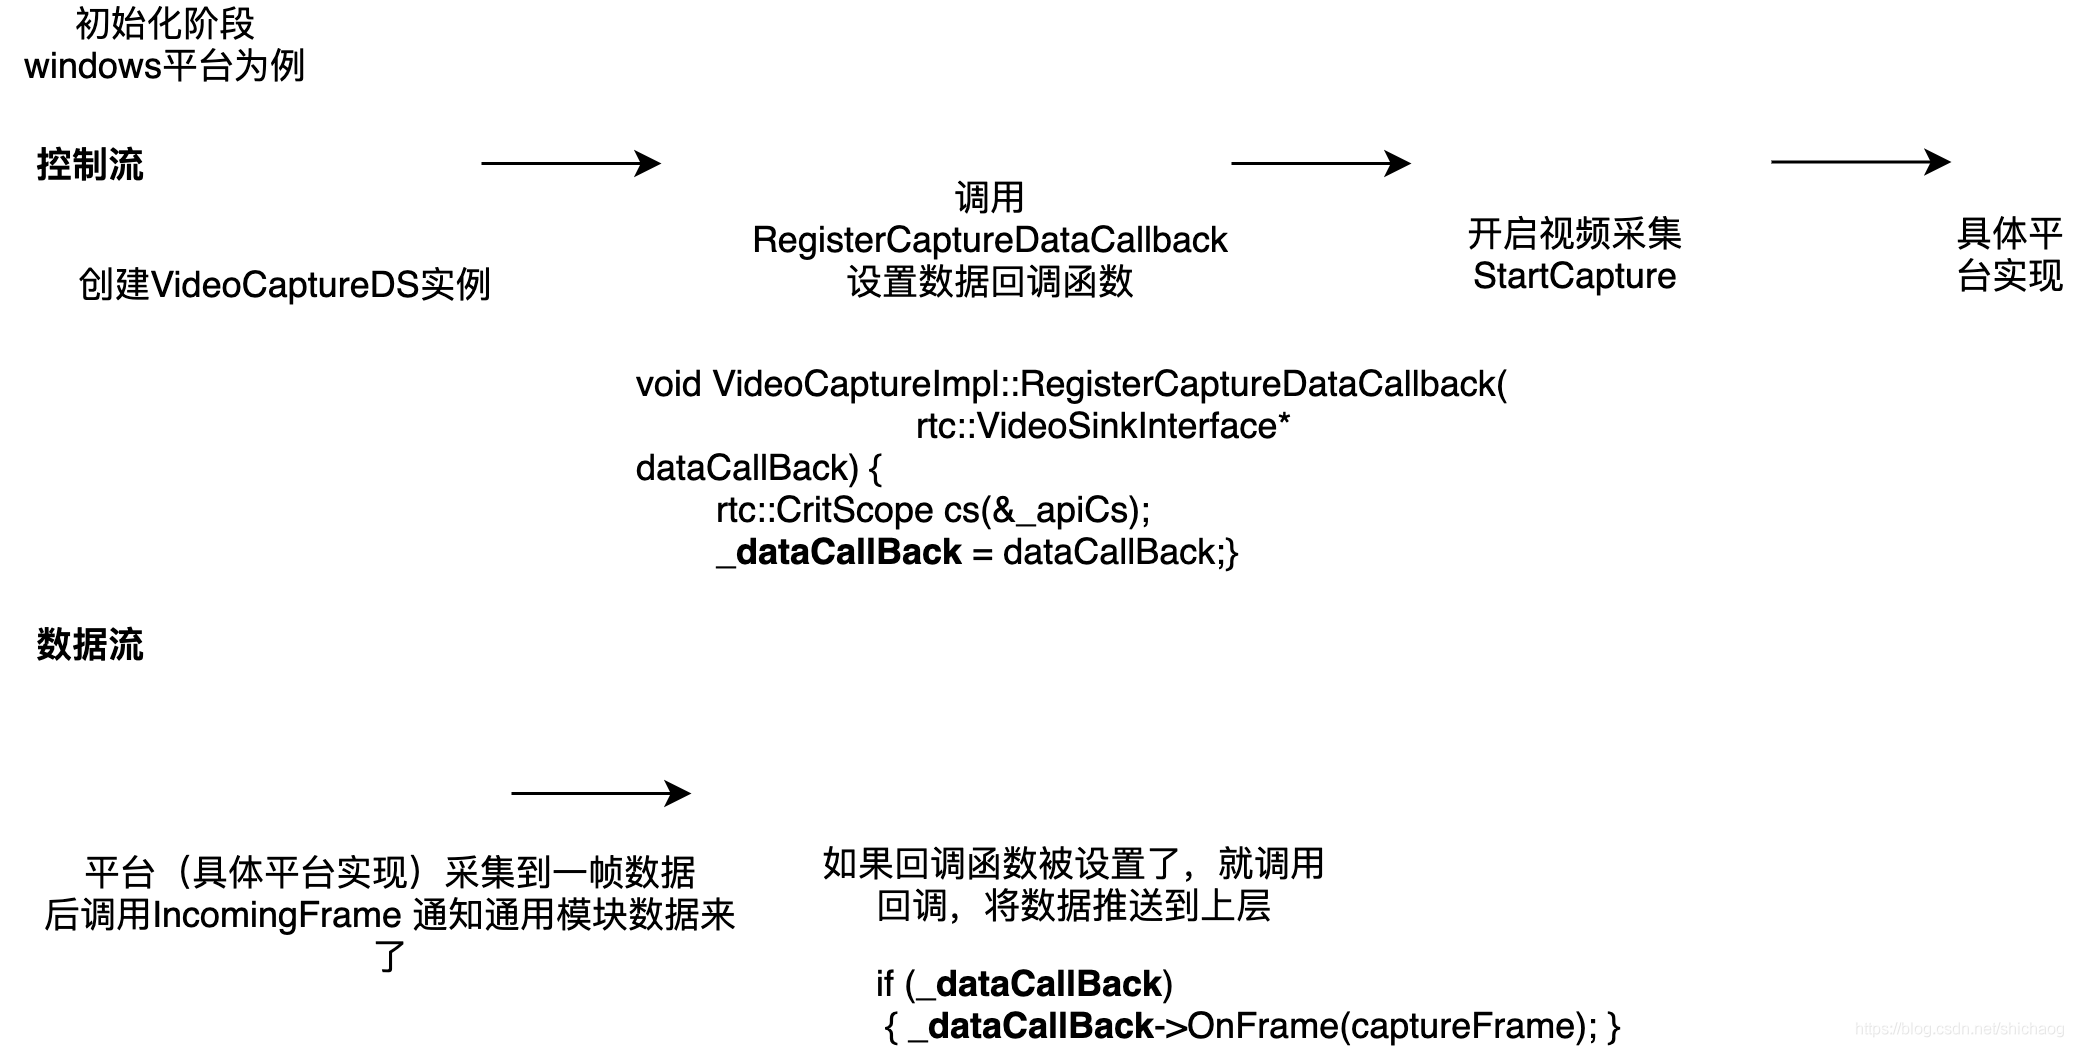 初始化阶段
windows平台为例
控制流
创建VideoCaptureDS实例
调用
RegisterCaptureDataCallback
设置数据回调函数
开启视频采集
StartCapture
具体平
台实现
void VideoCaptureImpl::RegisterCaptureDataCallback(
rtc::VideoSinkInterface*
dataCallBack) {
rtc::CritScope cs(&_apiCs);
_dataCallBack = dataCallBack;}
数据流
平台（具体平台实现）采集到一帧数据
后调用IncomingFrame 通知通用模块数据来
了
如果回调函数被设置了，就调用
回调，将数据推送到上层
if (_dataCallBack)
{ _dataCallBack->OnFrame(captureFrame); }
https://blog.csdn.net/shichaog